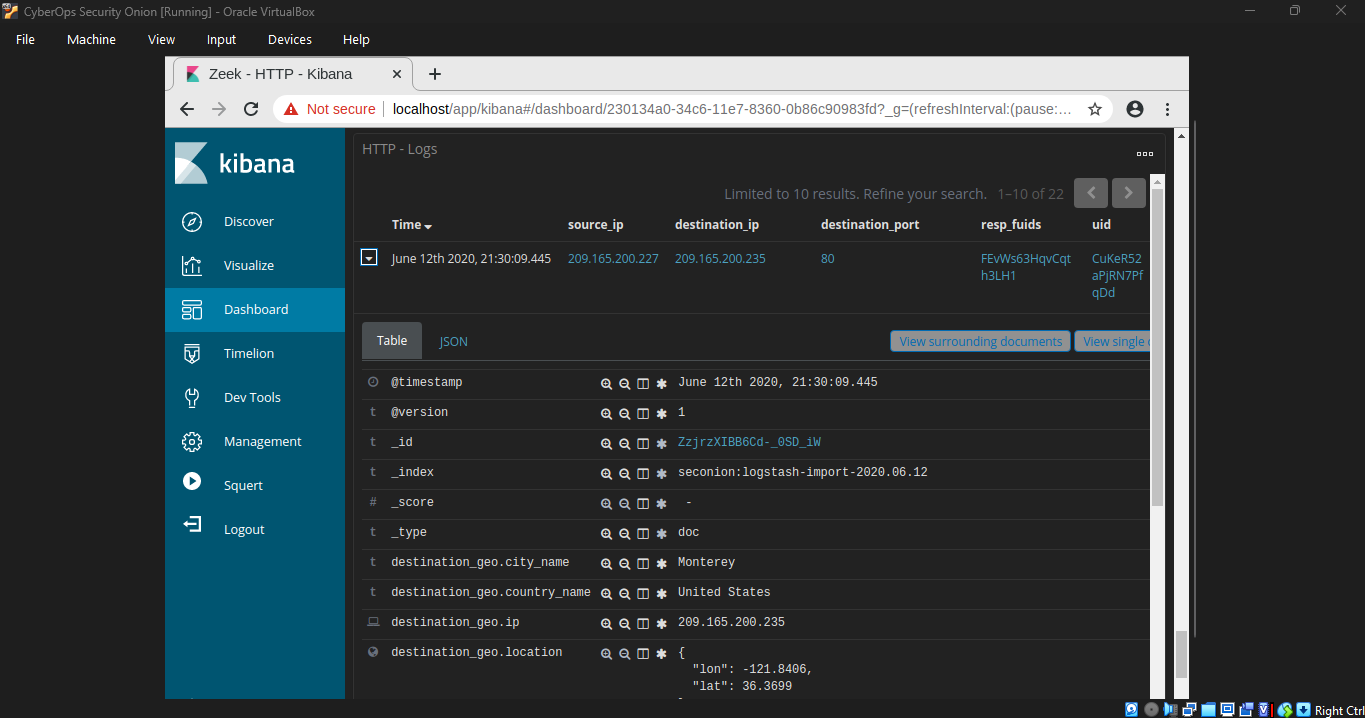 CyberOps Security Onion [Running] - Oracle VirtualBox
File Machine View Input Devices Help
Zeek - HTTP - Kibana
Not secure localhost/app/kibana#/dashboard/230134a0-34c6-11e7-8360-0b86c90983fd?_g=(refreshInterval:(pause:...
kibana
Discover
Visualize
Dashboard
Timelion
Dev Tools
Management
Squert
Logout
HTTP - Logs
Limited to 10 results. Refine your search. 1–10 of 22
Time source_ip destination_ip destination_port resp_fuids uid
June 12th 2020, 21:30:09.445 209.165.200.227 209.165.200.235 80 FEvWs63HqvCqt CuKeR52
h3LH1 aPjRN7Pf
qDd
Table JSON View surrounding documents View single
@timestamp June 12th 2020, 21:30:09.445
t @version 1
t _id ZzjrzXIBB6Cd-_0SD_iW
t _index seconion:logstash-import-2020.06.12
# _score -
t _type doc
t destination_geo.city_name Monterey
t destination_geo.country_name United States
destination_geo.ip 209.165.200.235
destination_geo.location {
"lon": -121.8406,
"lat": 36.3699
Right Ctrl